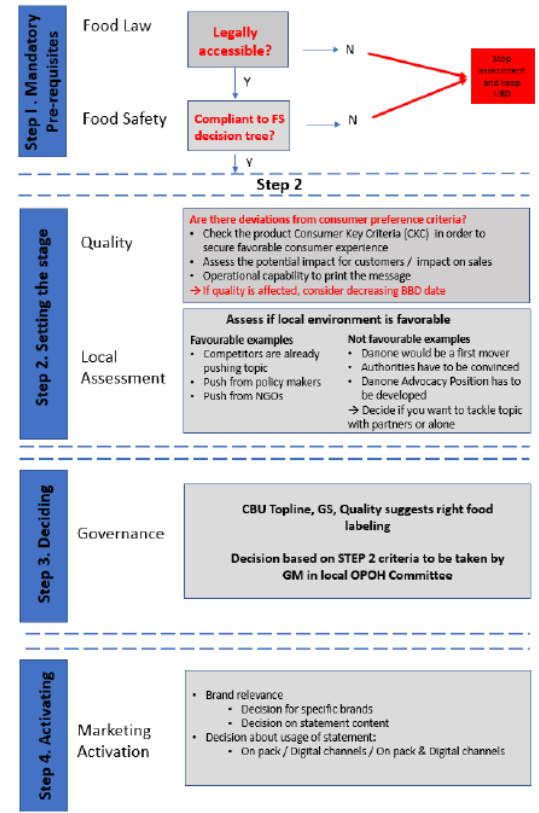 Step I . Mandatory
Pre-requisites
Food Law
Legally
accessible?
N
Stop
assessment
and keep
UBD
Y
Food Safety
Compliant to FS
decision tree?
N
Y
Step 2
Step 2. Setting the stage
Quality
Are there deviations from consumer preference criteria?
• Check the product Consumer Key Criteria (CKC) in order to
secure favorable consumer experience
• Assess the potential impact for customers / impact on sales
• Operational capability to print the message
→ If quality is affected, consider decreasing BBD date
Local
Assessment
Assess if local environment is favorable
Favourable examples
• Competitors are already
pushing topic
• Push from policy makers
• Push from NGOs
Not favourable examples
• Danone would be a first mover
• Authorities have to be convinced
• Danone Advocacy Position has to
be developed
→ Decide if you want to tackle topic
with partners or alone
Step 3. Deciding
Governance
CBU Topline, GS, Quality suggests right food
labeling
Decision based on STEP 2 criteria to be taken by
GM in local OPOH Committee
Step 4. Activating
Marketing
Activation
• Brand relevance
• Decision for specific brands
• Decision on statement content
• Decision about usage of statement:
• On pack / Digital channels / On pack & Digital channels